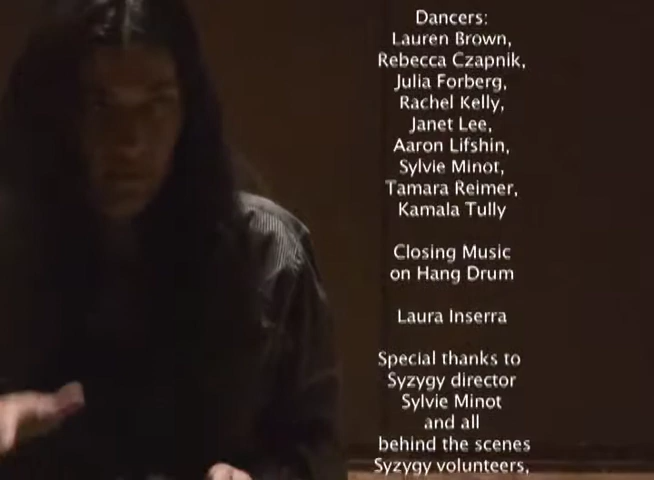 Dancers:
Lauren Brown,
Rebecca Czapnik,
Julia Forberg,
Rachel Kelly,
Janet Lee,
Aaron Lifshin,
Sylvie Minot,
Tamara Reimer,
Kamala Tully
Closing Music
on Hang Drum
Laura Inserra
Special thanks to
Syzygy director
Sylvie Minot
and all
behind the scenes
Syzygy volunteers,